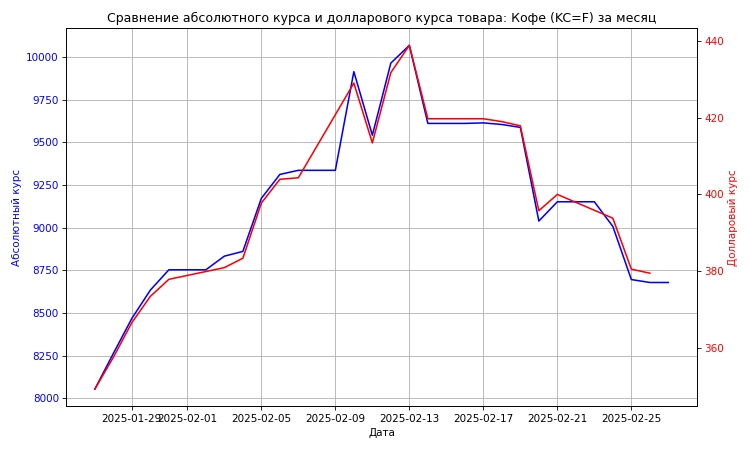 Сравнение абсолютного курса и долларового курса товара: Кофе (KC=F) за месяц
10000
9750
9500
9250
9000
8750
8500
8250
8000
Абсолютный курс
440
420
400
380
360
Долларовый курс
2025-01-29 2025-02-01 2025-02-05 2025-02-09 2025-02-13 2025-02-17 2025-02-21 2025-02-25
Дата